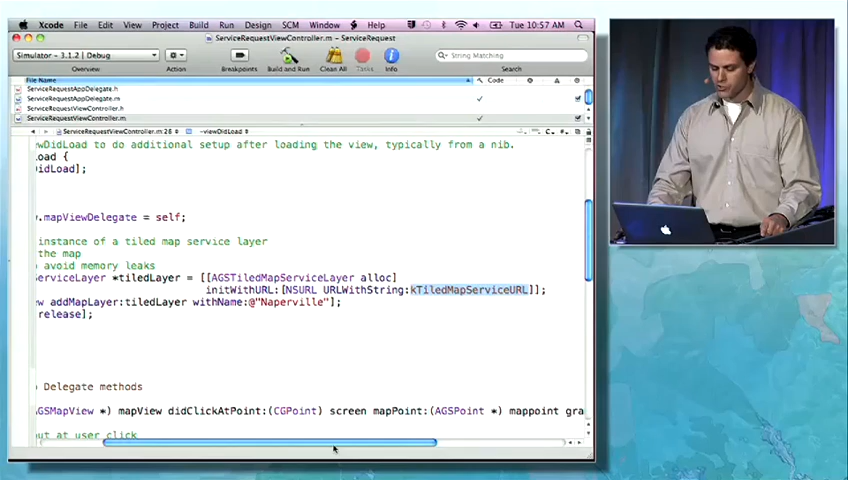 Xcode File Edit View Project Build Run Design SCM Window Help Tue 10:57 AM
ServiceRequestViewController.m - ServiceRequest
Simulator - 3.1.2 | Debug
String Matching
Overview Action Breakpoints Build and Run Clean All Tasks Info Search
File Name Code
ServiceRequestAppDelegate.h
ServiceRequestAppDelegate.m
ServiceRequestViewController.h
ServiceRequestViewController.m
ServiceRequestViewController.m:28 -viewDidLoad
wDidLoad to do additional setup after loading the view, typically from a nib.
Load {
idLoad];
.mapViewDelegate = self;
instance of a tiled map service layer
the map
avoid memory leaks
ServiceLayer *tiledLayer = [[AGSTiledMapServiceLayer alloc]
initWithURL:[NSURL URLWithString:kTiledMapServiceURL]];
w addMapLayer:tiledLayer withName:@"Naperville"];
release];
Delegate methods
AGSMapView *) mapView didClickAtPoint:(CGPoint) screen mapPoint:(AGSPoint *) mappoint gra
out at user click